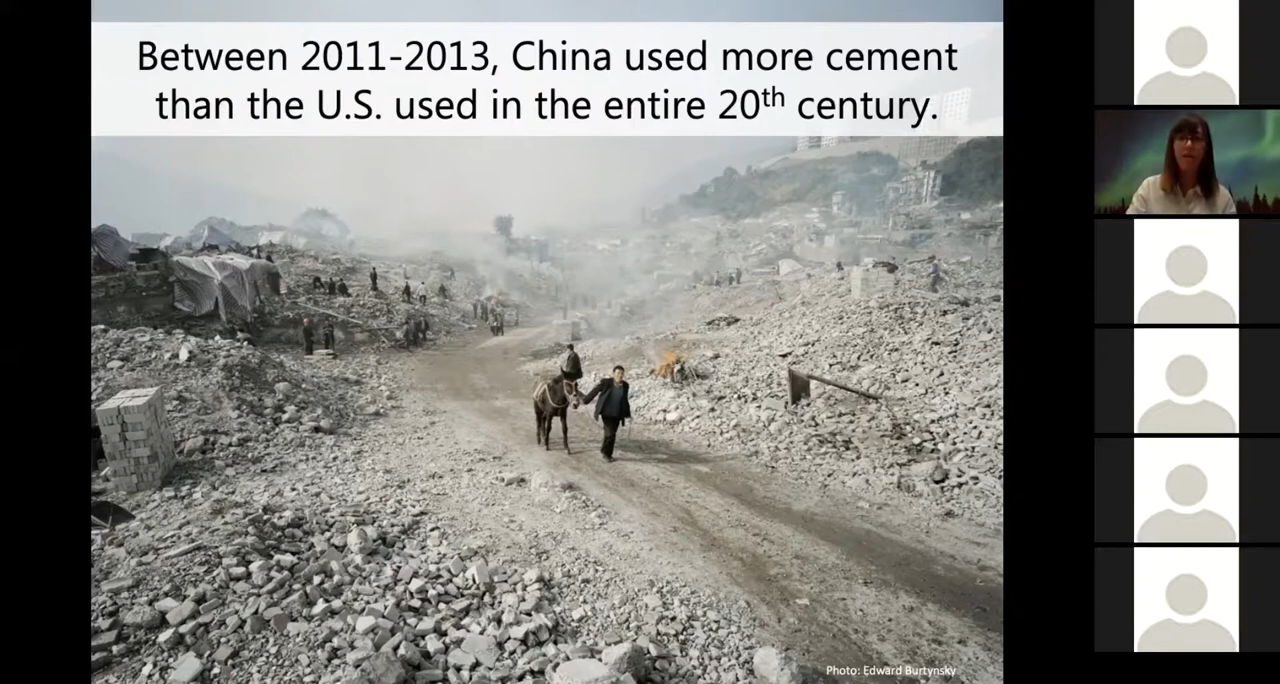 Between 2011-2013, China used more cement
than the U.S. used in the entire 20th century.
Photo: Edward Burtynsky